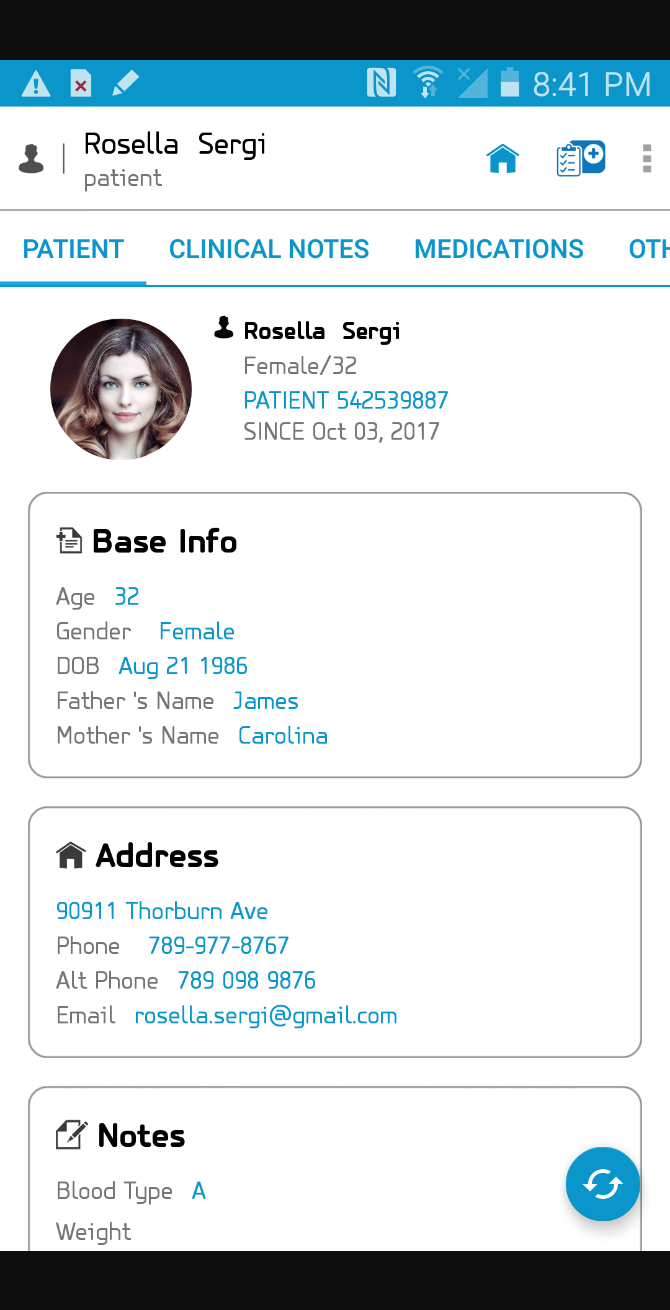 8:41 PM
Rosella Sergi
patient
PATIENT CLINICAL NOTES MEDICATIONS OTH
Rosella Sergi
Female/32
PATIENT 542539887
SINCE Oct 03, 2017
Base Info
Age 32
Gender Female
DOB Aug 21 1986
Father 's Name James
Mother 's Name Carolina
Address
90911 Thorburn Ave
Phone 789-977-8767
Alt Phone 789 098 9876
Email rosella.sergi@gmail.com
Notes
Blood Type A
Weight